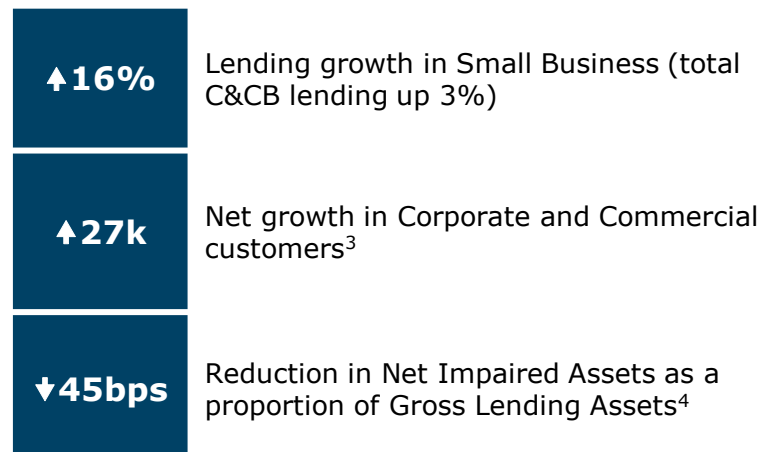 ↑16%
Lending growth in Small Business (total
C&CB lending up 3%)
↑27k
Net growth in Corporate and Commercial
customers³
↓45bps
Reduction in Net Impaired Assets as a
proportion of Gross Lending Assets⁴